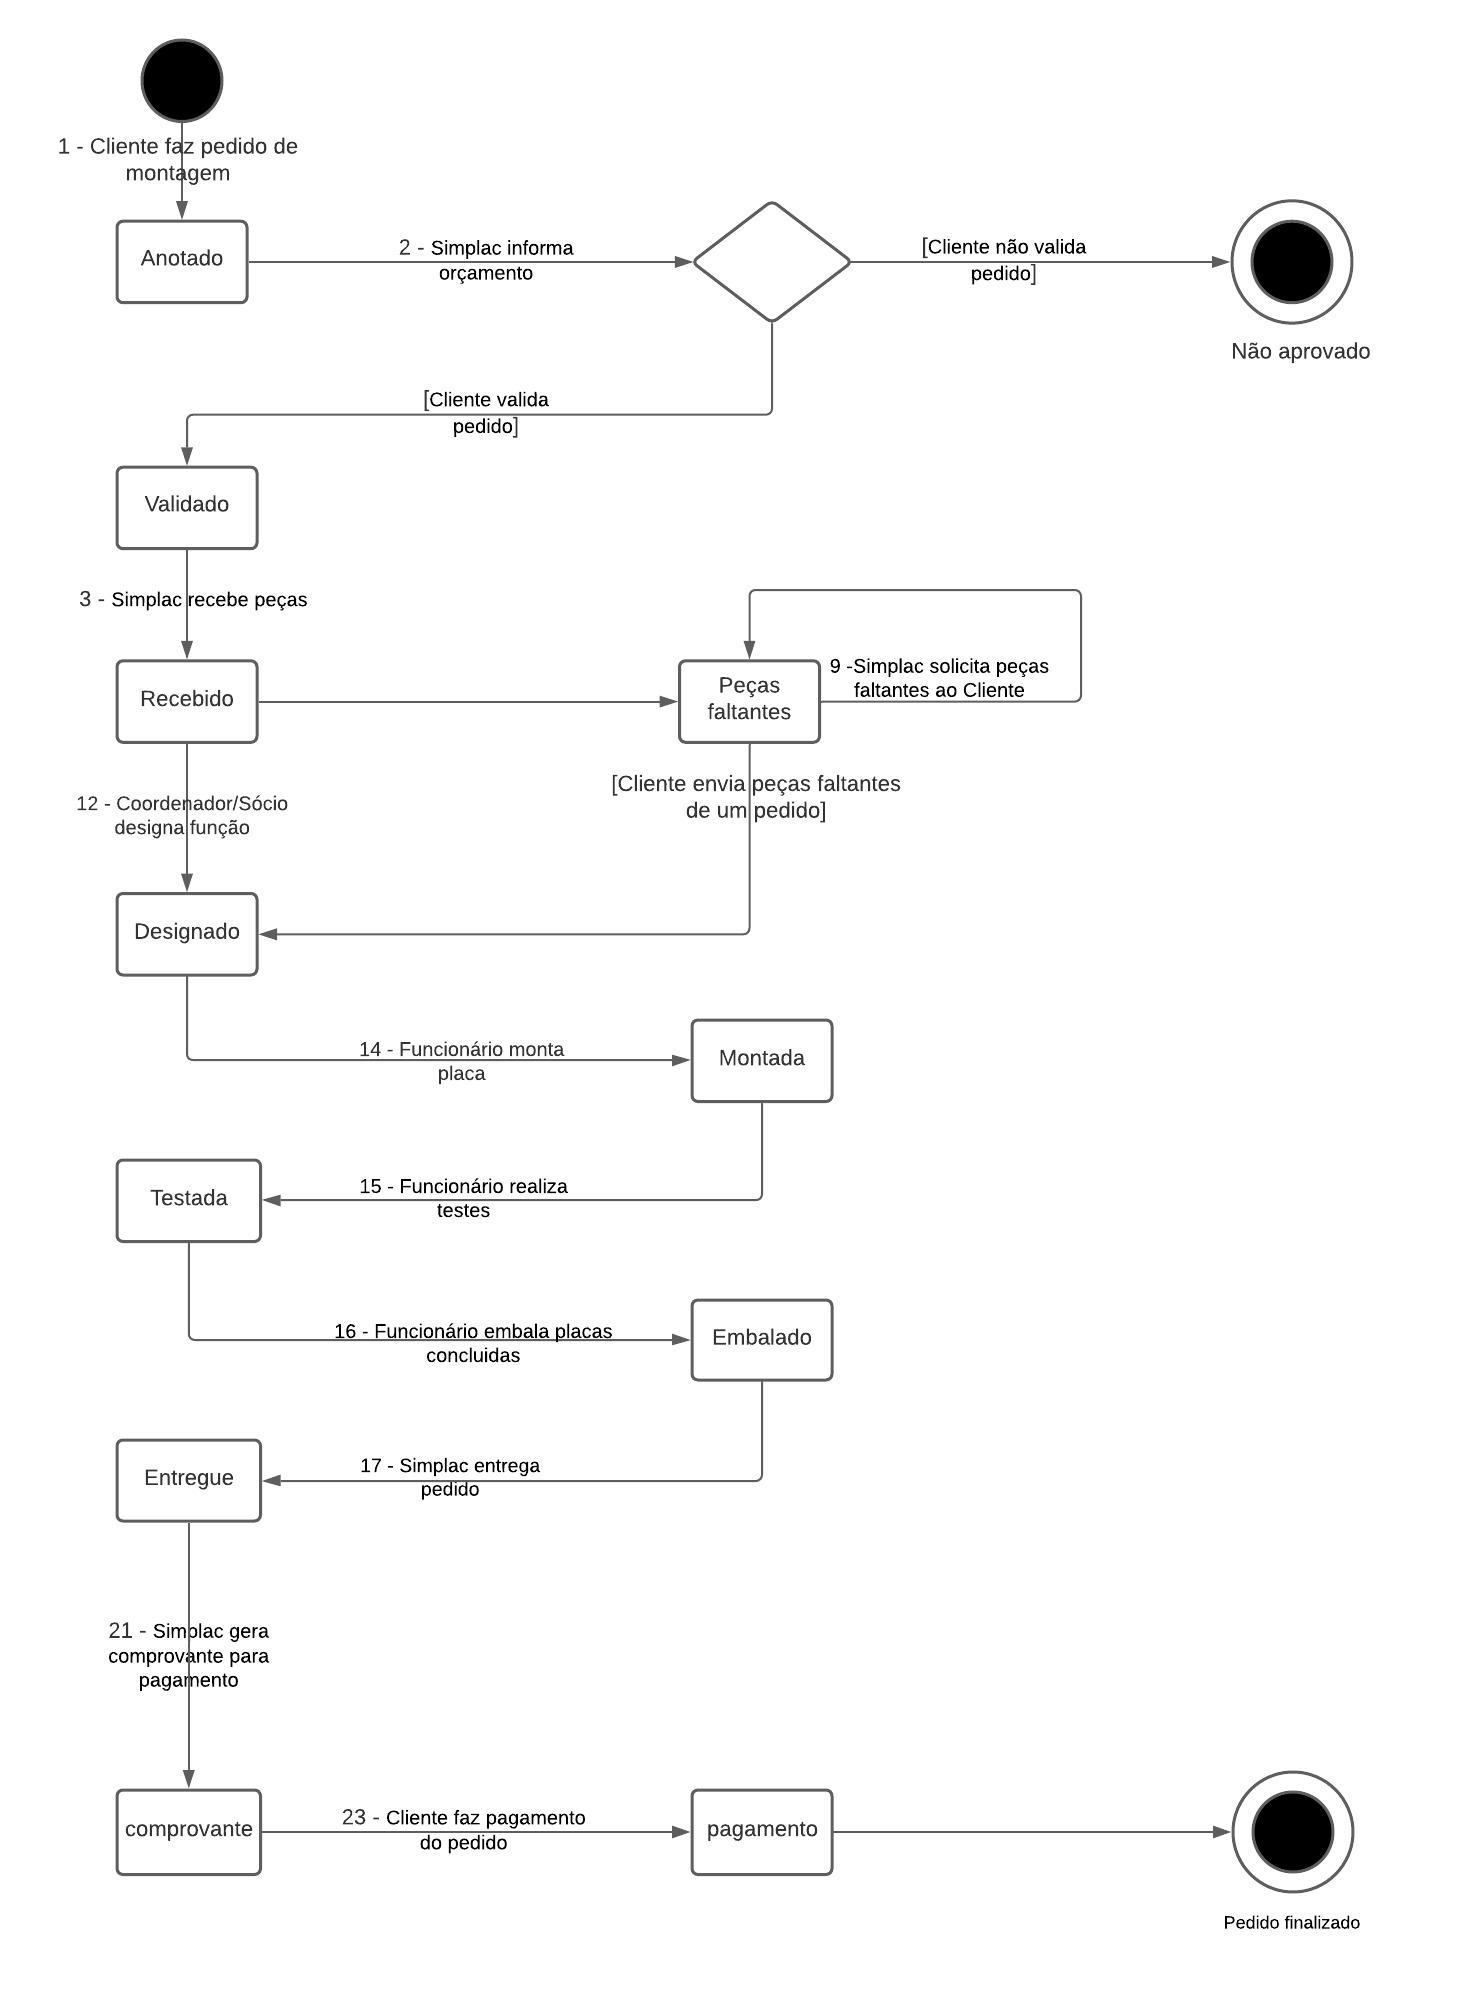 1 - Cliente faz pedido de
montagem
Anotado
2 - Simplac informa
orçamento
[Cliente não valida
pedido]
Não aprovado
[Cliente valida
pedido]
Validado
3 - Simplac recebe peças
Recebido
Peças
faltantes
9 -Simplac solicita peças
faltantes ao Cliente
[Cliente envia peças faltantes
de um pedido]
12 - Coordenador/Sócio
designa função
Designado
14 - Funcionário monta
placa
Montada
Testada
15 - Funcionário realiza
testes
16 - Funcionário embala placas
concluidas
Embalado
Entregue
17 - Simplac entrega
pedido
21 - Simplac gera
comprovante para
pagamento
comprovante
23 - Cliente faz pagamento
do pedido
pagamento
Pedido finalizado